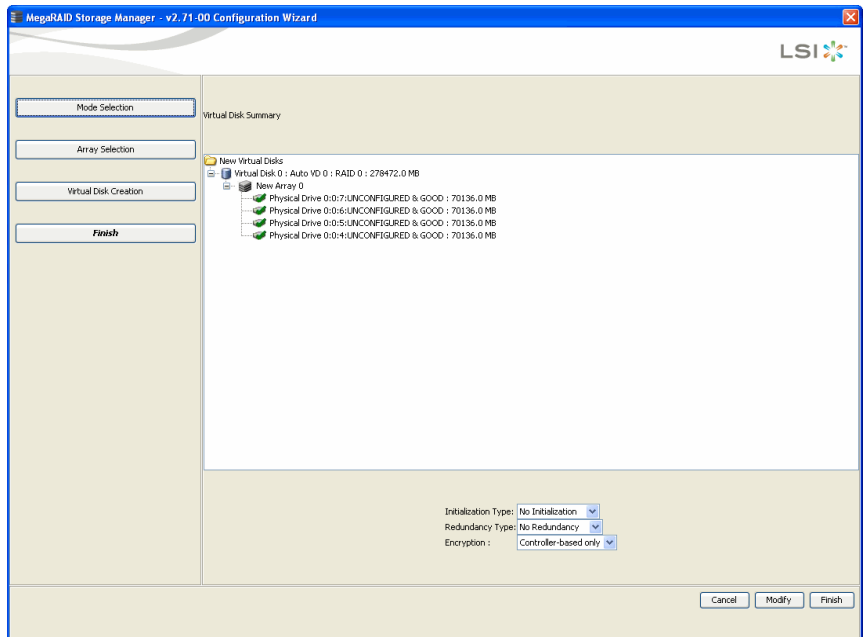 MegaRAID Storage Manager - v2.71-00 Configuration Wizard
LSI
Mode Selection
Array Selection
Virtual Disk Creation
Finish
Virtual Disk Summary
New Virtual Disks
Virtual Disk 0 : Auto VD 0 : RAID 0 : 278472.0 MB
New Array 0
Physical Drive 0:0:7:UNCONFIGURED & GOOD : 70136.0 MB
Physical Drive 0:0:6:UNCONFIGURED & GOOD : 70136.0 MB
Physical Drive 0:0:5:UNCONFIGURED & GOOD : 70136.0 MB
Physical Drive 0:0:4:UNCONFIGURED & GOOD : 70136.0 MB
Initialization Type: No Initialization
Redundancy Type: No Redundancy
Encryption : Controller-based only
Cancel Modify Finish